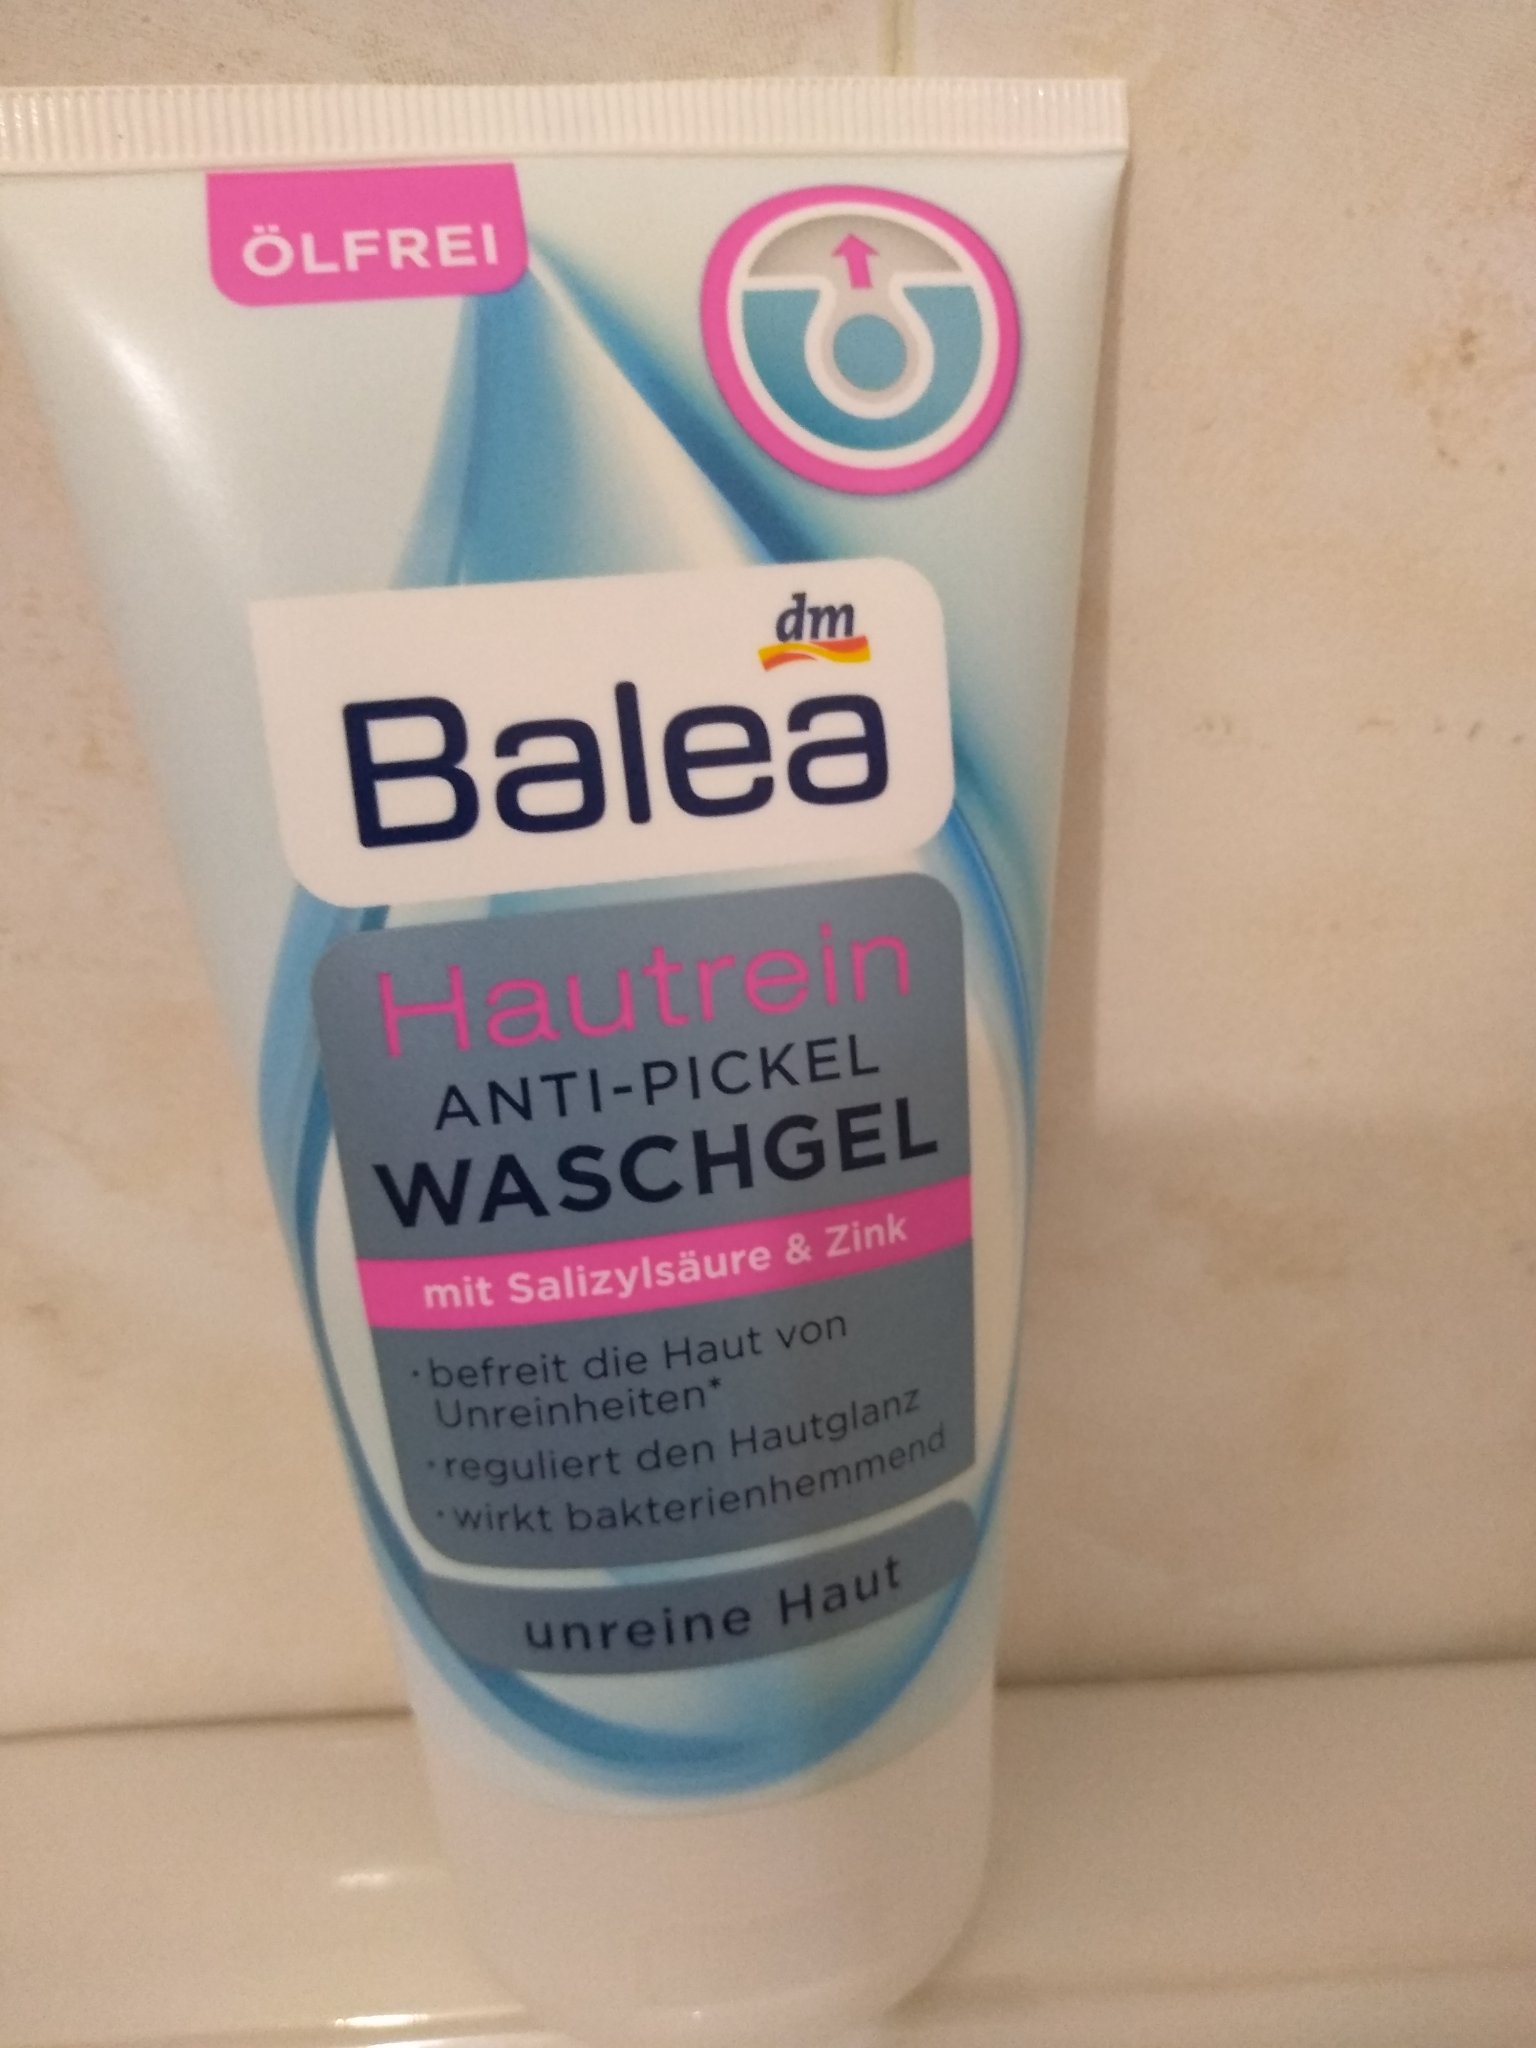 ÖLFREI
dm
Balea
Hautrein
ANTI-PICKEL
WASCHGEL
mit Salizylsäure & Zink
· befreit die Haut von
Unreinheiten*
· reguliert den Hautglanz
· wirkt bakterienhemmend
unreine Haut